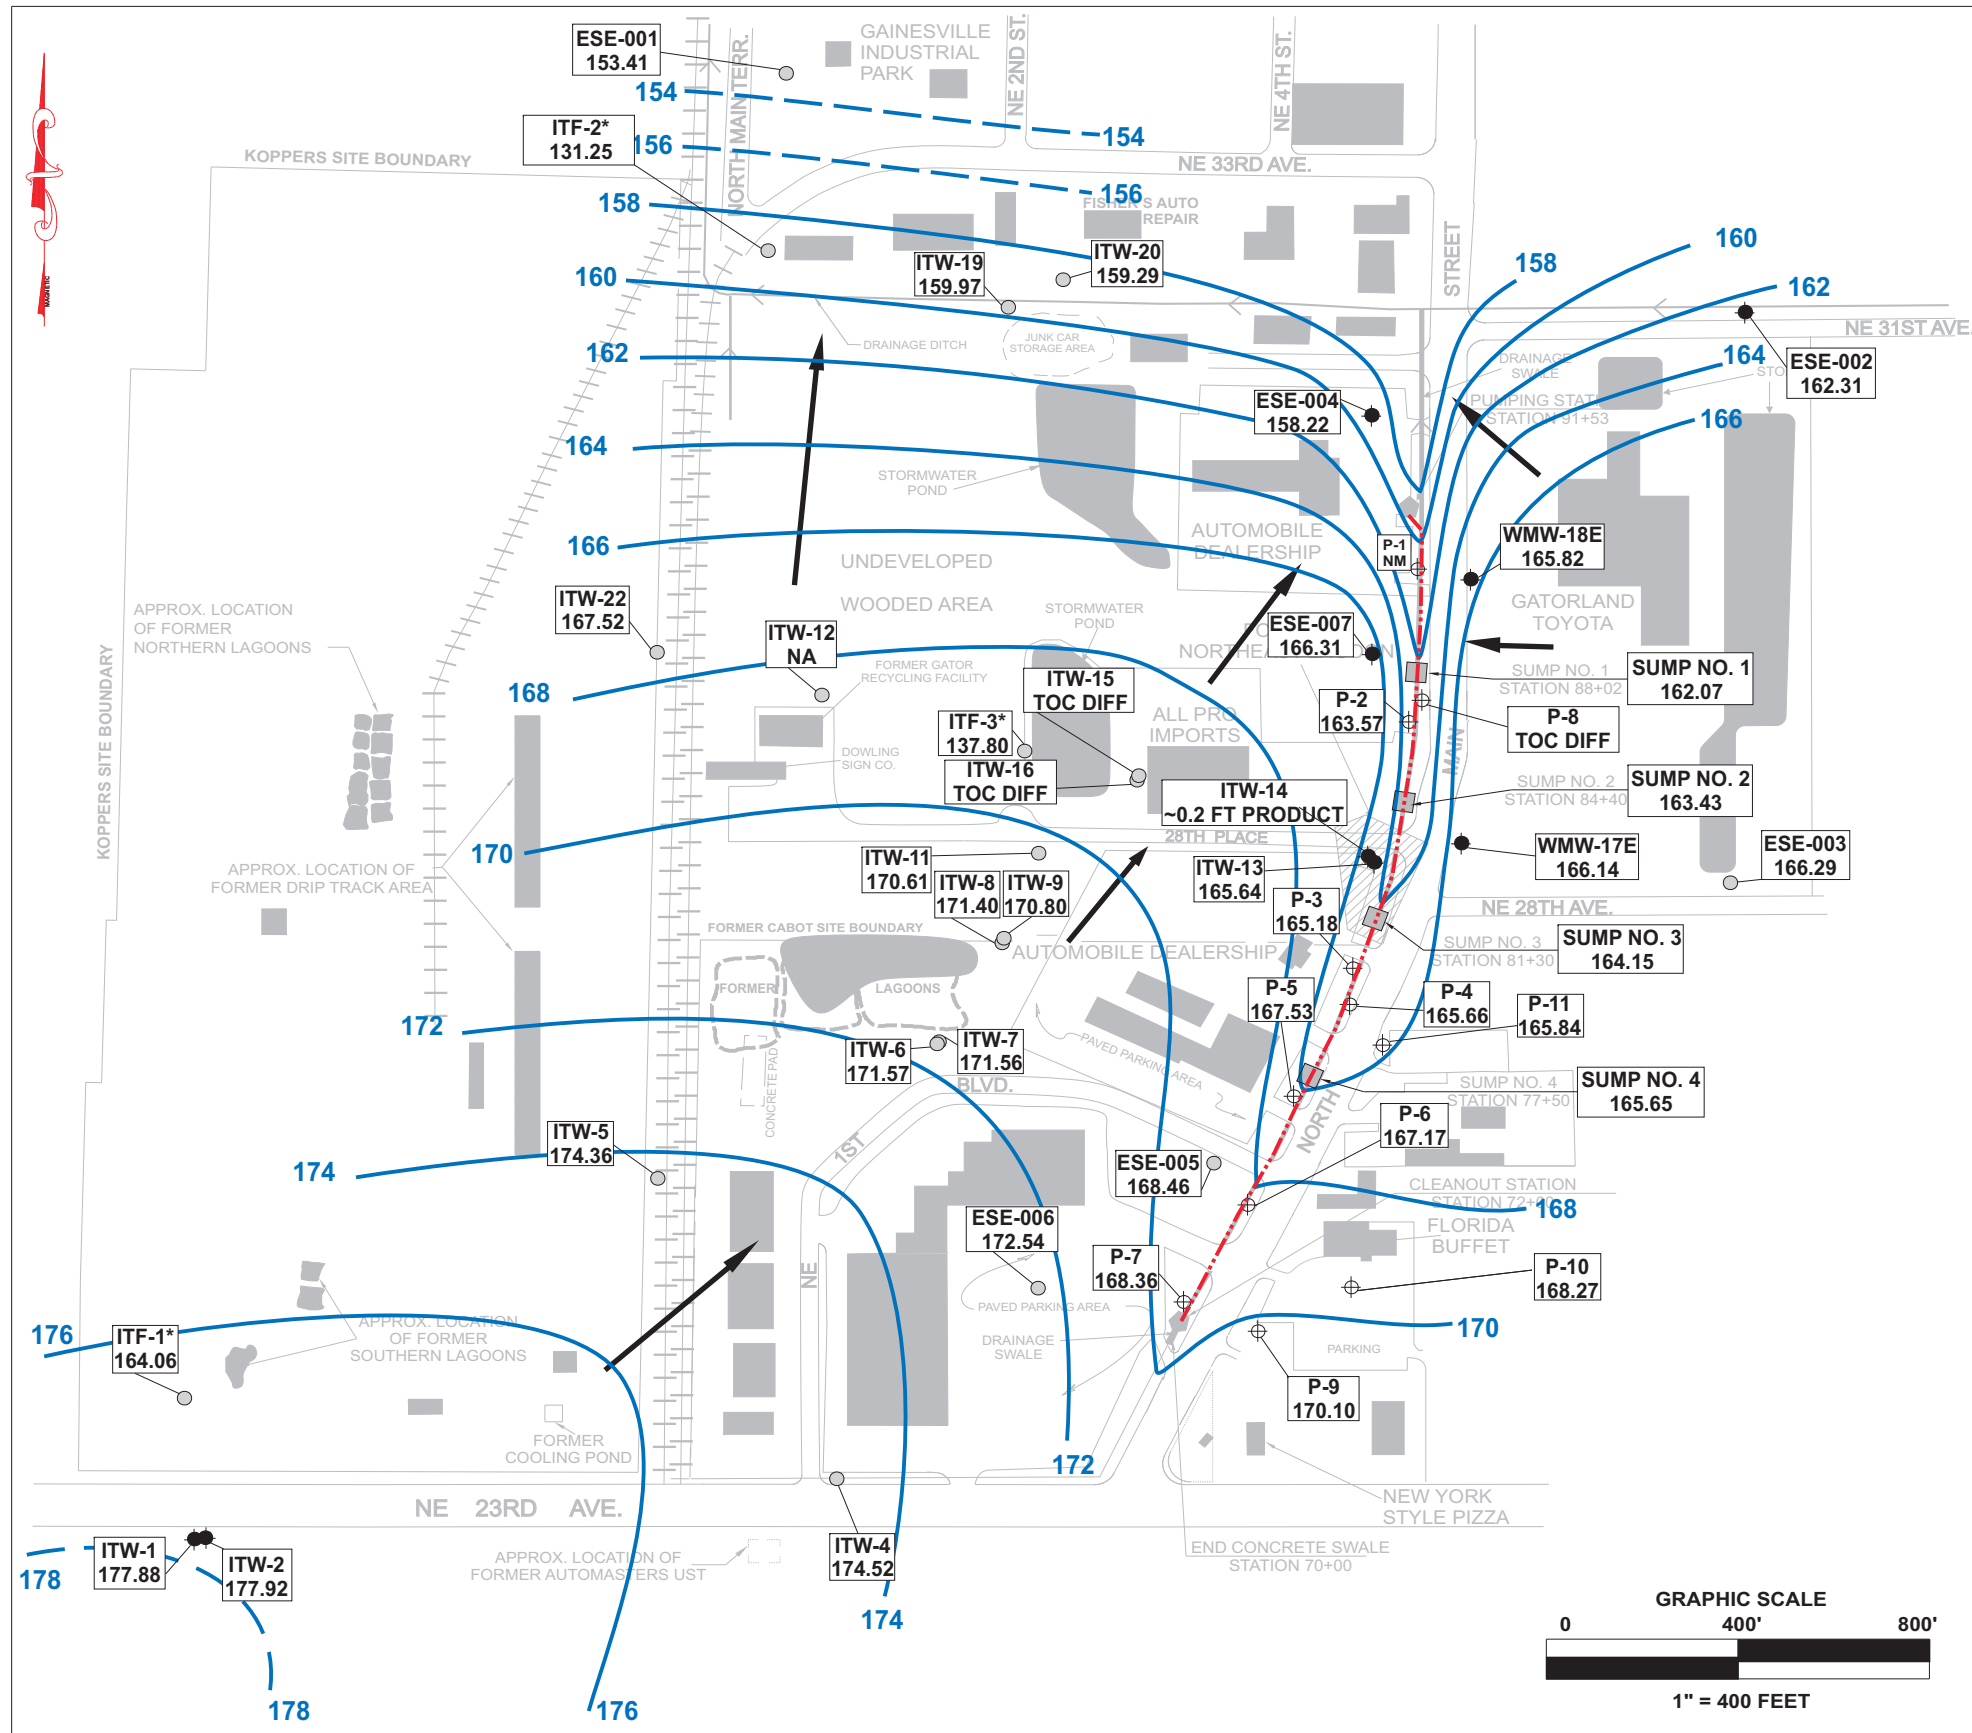 ESE-001
153.41
GAINESVILLE
INDUSTRIAL
PARK
NORTH MAIN TERR.
NE 2ND ST.
NE 4TH ST.
154
154
ITF-2*
131.25
156
156
KOPPERS SITE BOUNDARY
NE 33RD AVE.
158
FISHER'S AUTO
REPAIR
STREET
160
158
ITW-19
159.97
ITW-20
159.29
160
162
MAGNETIC
NE 31ST AVE.
DRAINAGE DITCH
JUNK CAR
STORAGE AREA
162
DRAINAGE
SWALE
164
STO
ESE-002
162.31
ESE-004
158.22
PUMPING STAT
STATION 91+53
166
164
STORMWATER
POND
AUTOMOBILE
DEALERSHIP
P-1
NM
WMW-18E
165.82
166
UNDEVELOPED
WOODED AREA
ITW-22
167.52
APPROX. LOCATION
OF FORMER
NORTHERN LAGOONS
ITW-12
NA
STORMWATER
POND
ESE-007
166.31
GATORLAND
TOYOTA
FORMER GATOR
RECYCLING FACILITY
ITW-15
TOC DIFF
SUMP NO. 1
STATION 88+02
SUMP NO. 1
162.07
168
KOPPERS SITE BOUNDARY
P-2
163.57
P-8
TOC DIFF
ALL PRO
IMPORTS
ITF-3*
137.80
DOWLING
SIGN CO.
ITW-16
TOC DIFF
MAIN
ITW-14
~0.2 FT PRODUCT
SUMP NO. 2
STATION 84+40
SUMP NO. 2
163.43
28TH PLACE
170
ITW-11
170.61
WMW-17E
166.14
ESE-003
166.29
APPROX. LOCATION OF
FORMER DRIP TRACK AREA
ITW-8
171.40
ITW-9
170.80
ITW-13
165.64
P-3
165.18
NE 28TH AVE.
FORMER CABOT SITE BOUNDARY
AUTOMOBILE DEALERSHIP
SUMP NO. 3
STATION 81+30
SUMP NO. 3
164.15
FORMER
LAGOONS
P-5
167.53
P-4
165.66
P-11
165.84
172
ITW-6
171.57
ITW-7
171.56
PAVED PARKING AREA
CONCRETE PAD
BLVD.
SUMP NO. 4
STATION 77+50
SUMP NO. 4
165.65
NORTH
P-6
167.17
ITW-5
174.36
1ST
174
ESE-005
168.46
CLEANOUT STATION
STATION 72+00
168
ESE-006
172.54
FLORIDA
BUFFET
NE
P-7
168.36
P-10
168.27
PAVED PARKING AREA
176
ITF-1*
164.06
APPROX. LOCATION
OF FORMER
SOUTHERN LAGOONS
DRAINAGE
SWALE
170
PARKING
P-9
170.10
FORMER
COOLING POND
172
NE 23RD AVE.
NEW YORK
STYLE PIZZA
ITW-1
177.88
ITW-2
177.92
APPROX. LOCATION OF
FORMER AUTOMASTERS UST
ITW-4
174.52
END CONCRETE SWALE
STATION 70+00
178
174
178
176
GRAPHIC SCALE
0 400' 800'
1" = 400 FEET